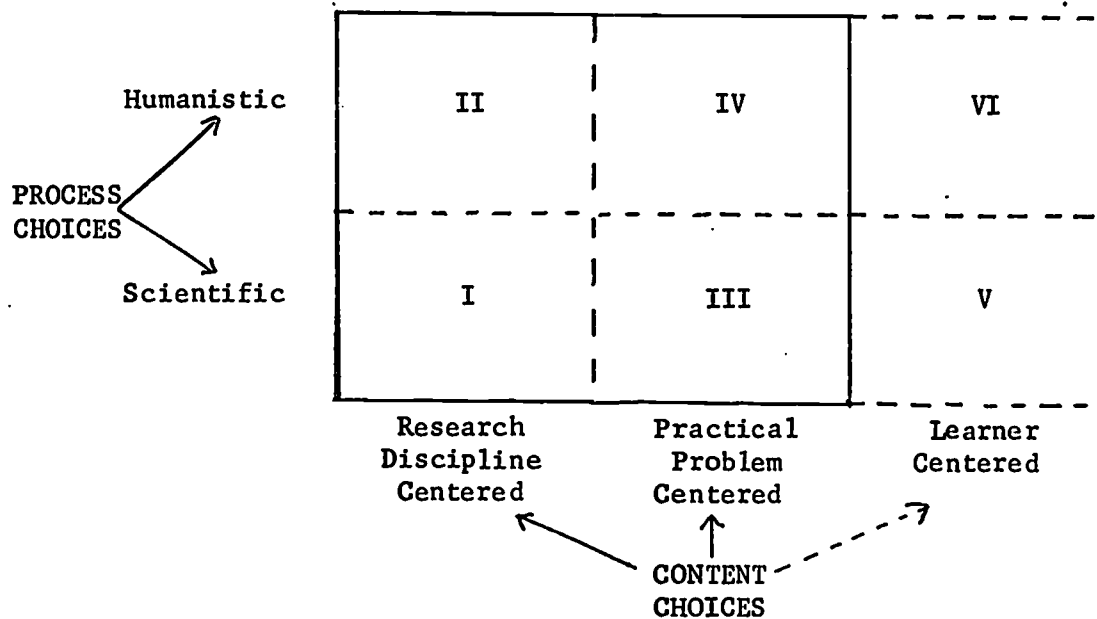 Humanistic
II
IV
VI
PROCESS
CHOICES
Scientific
I
III
V
Research
Discipline
Centered
Practical
Problem
Centered
Learner
Centered
CONTENT
CHOICES